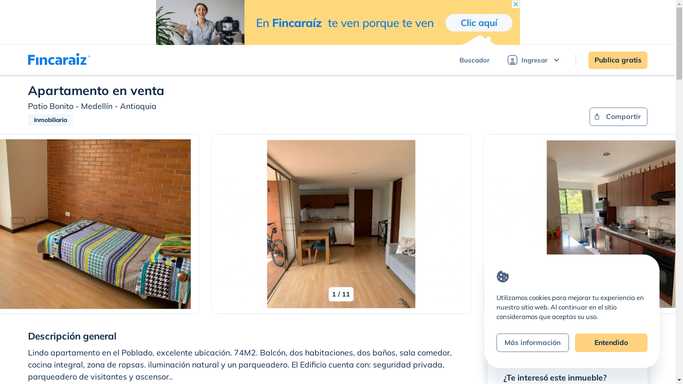 En Fincaraíz te ven porque te ven
Clic aquí
Fincaraiz
Buscador
Ingresar
Publica gratis
Apartamento en venta
Patio Bonito - Medellín - Antioquia
Inmobiliaria
Compartir
1 / 11
Utilizamos cookies para mejorar tu experiencia en
nuestro sitio web. Al continuar en el sitio
consideramos que aceptas su uso.
Más información
Entendido
Descripción general
Lindo apartamento en el Poblado, excelente ubicación. 74M2. Balcón, dos habitaciones, dos baños, sala comedor,
cocina integral, zona de ropsas, iluminación natural y un parqueadero. El Edificio cuenta con: seguridad privada,
parqueadero de visitantes y ascensor..
¿Te interesó este inmueble?